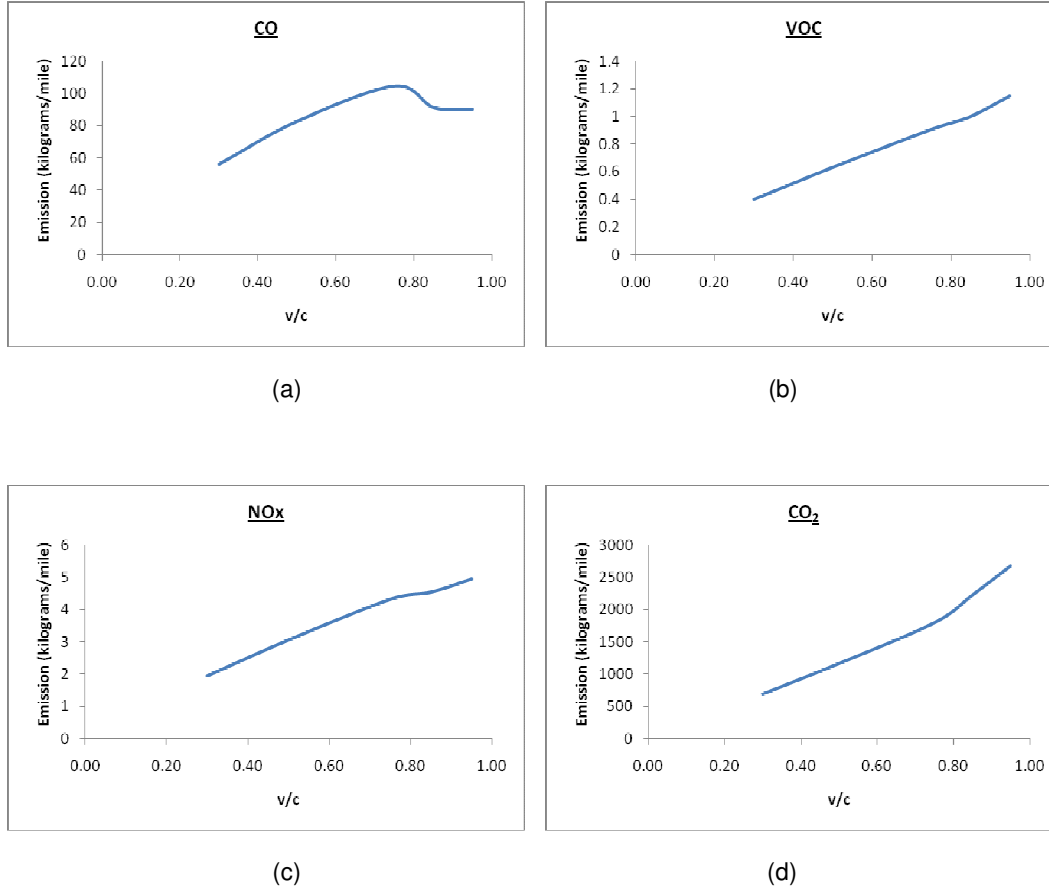 CO
Emission (kilograms/mile)
120
100
80
60
40
20
0
0.00 0.20 0.40 0.60 0.80 1.00
v/c
(a)
VOC
Emission (kilograms/mile)
1.4
1.2
1
0.8
0.6
0.4
0.2
0
0.00 0.20 0.40 0.60 0.80 1.00
v/c
(b)
NOx
Emission (kilograms/mile)
6
5
4
3
2
1
0
0.00 0.20 0.40 0.60 0.80 1.00
v/c
(c)
CO₂
Emission (kilograms/mile)
3000
2500
2000
1500
1000
500
0
0.00 0.20 0.40 0.60 0.80 1.00
v/c
(d)